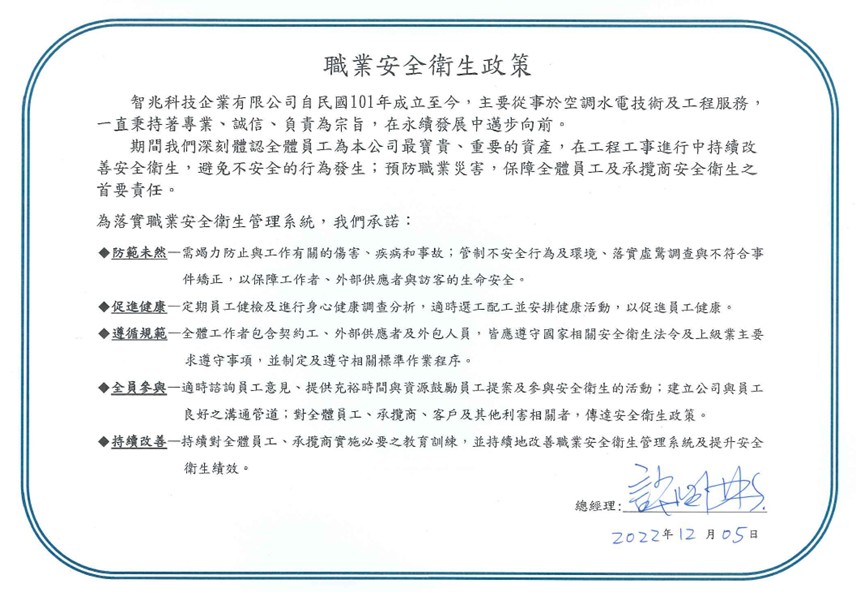 職業安全衛生政策
智兆科技企業有限公司自民國101年成立至今，主要從事於空調水電技術及工程服務，
一直秉持著專業、誠信、負責為宗旨，在永續發展中邁步向前。
期間我們深刻體認全體員工為本公司最寶貴、重要的資產，在工程工事進行中持續改
善安全衛生，避免不安全的行為發生；預防職業災害，保障全體員工及承攬商安全衛生之
首要責任。
為落實職業安全衛生管理系統，我們承諾：
◆防範未然—需竭力防止與工作有關的傷害、疾病和事故；管制不安全行為及環境、落實虛驚調查與不符合事
件矯正，以保障工作者、外部供應者與訪客的生命安全。
◆促進健康—定期員工健檢及進行身心健康調查分析，適時選工配工並安排健康活動，以促進員工健康。
◆遵循規範—全體工作者包含契約工、外部供應者及外包人員，皆應遵守國家相關安全衛生法令及上級業主要
求遵守事項，並制定及遵守相關標準作業程序。
◆全員參與—適時諮詢員工意見、提供充裕時間與資源鼓勵員工提案及參與安全衛生的活動；建立公司與員工
良好之溝通管道；對全體員工、承攬商、客戶及其他利害相關者，傳達安全衛生政策。
◆持續改善—持續對全體員工、承攬商實施必要之教育訓練，並持續地改善職業安全衛生管理系統及提升安全
衛生績效。
總經理：
2022年12月05日